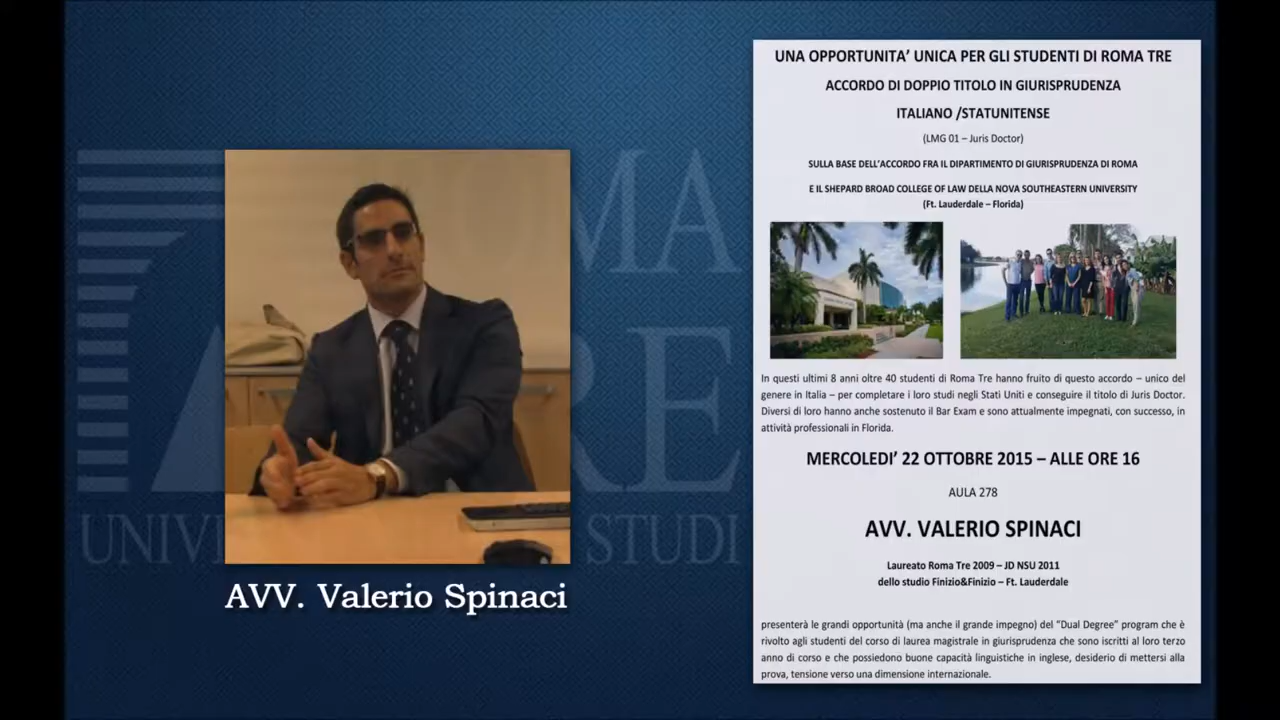 ROMA
TRE
UNIVERSITÀ DEGLI STUDI
AVV. Valerio Spinaci
UNA OPPORTUNITA’ UNICA PER GLI STUDENTI DI ROMA TRE
ACCORDO DI DOPPIO TITOLO IN GIURISPRUDENZA
ITALIANO /STATUNITENSE
(LMG 01 – Juris Doctor)
SULLA BASE DELL’ACCORDO FRA IL DIPARTIMENTO DI GIURISPRUDENZA DI ROMA
E IL SHEPARD BROAD COLLEGE OF LAW DELLA NOVA SOUTHEASTERN UNIVERSITY
(Ft. Lauderdale – Florida)
In questi ultimi 8 anni oltre 40 studenti di Roma Tre hanno fruito di questo accordo – unico del
genere in Italia – per completare i loro studi negli Stati Uniti e conseguire il titolo di Juris Doctor.
Diversi di loro hanno anche sostenuto il Bar Exam e sono attualmente impegnati, con successo, in
attività professionali in Florida.
MERCOLEDI’ 22 OTTOBRE 2015 – ALLE ORE 16
AULA 278
AVV. VALERIO SPINACI
Laureato Roma Tre 2009 – JD NSU 2011
dello studio Finizio&Finizio – Ft. Lauderdale
presenterà le grandi opportunità (ma anche il grande impegno) del “Dual Degree” program che è
rivolto agli studenti del corso di laurea magistrale in giurisprudenza che sono iscritti al loro terzo
anno di corso e che possiedono buone capacità linguistiche in inglese, desiderio di mettersi alla
prova, tensione verso una dimensione internazionale.